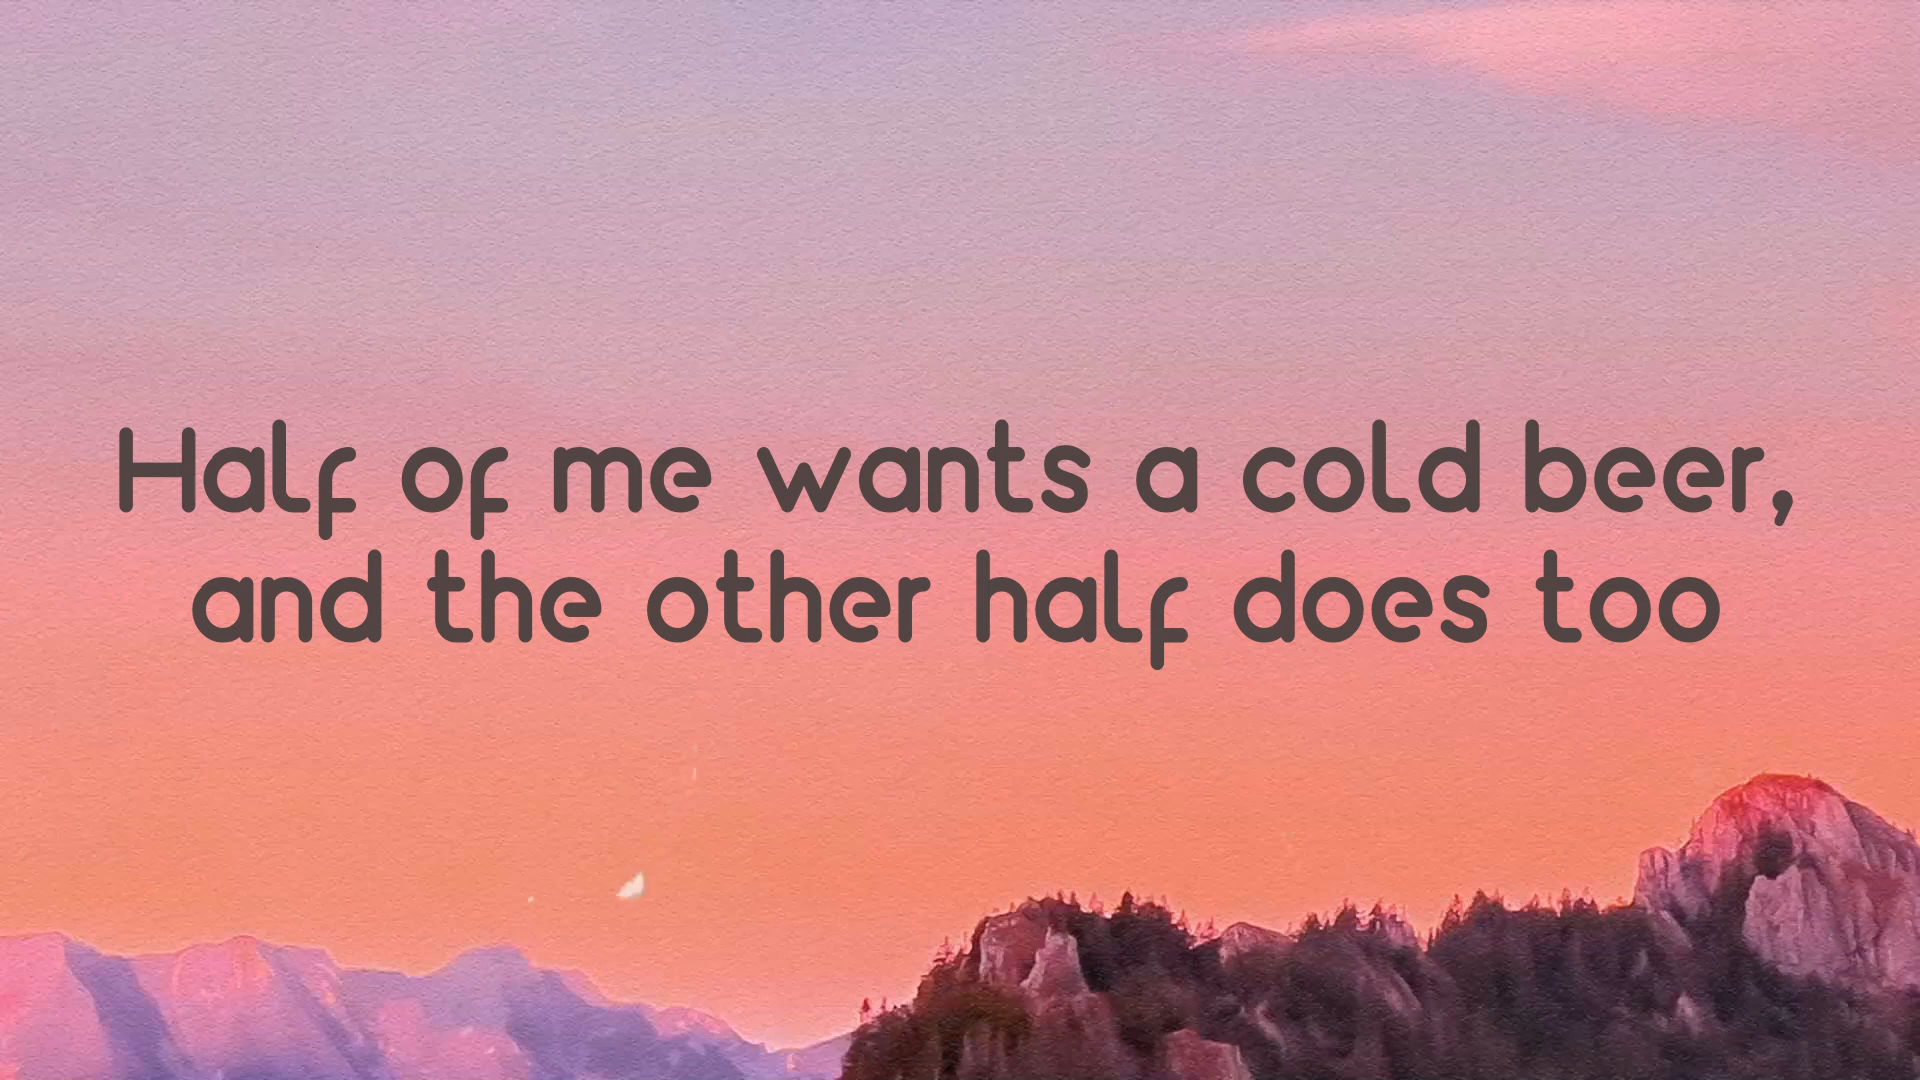 Half of me wants a cold beer,
and the other half does too